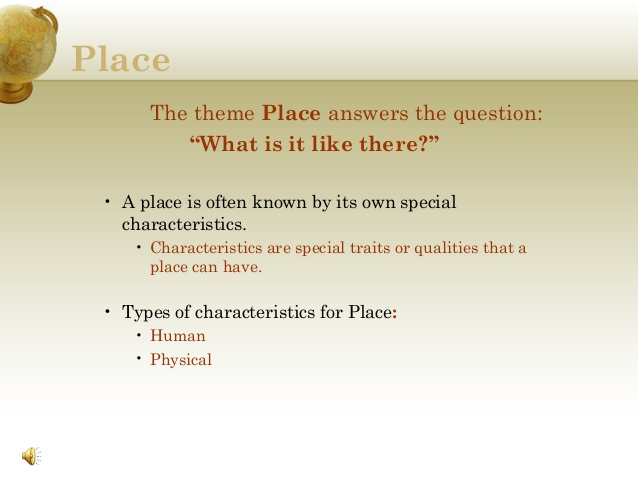 Place
The theme Place answers the question:
“What is it like there?”
• A place is often known by its own special
characteristics.
• Characteristics are special traits or qualities that a
place can have.
• Types of characteristics for Place:
• Human
• Physical